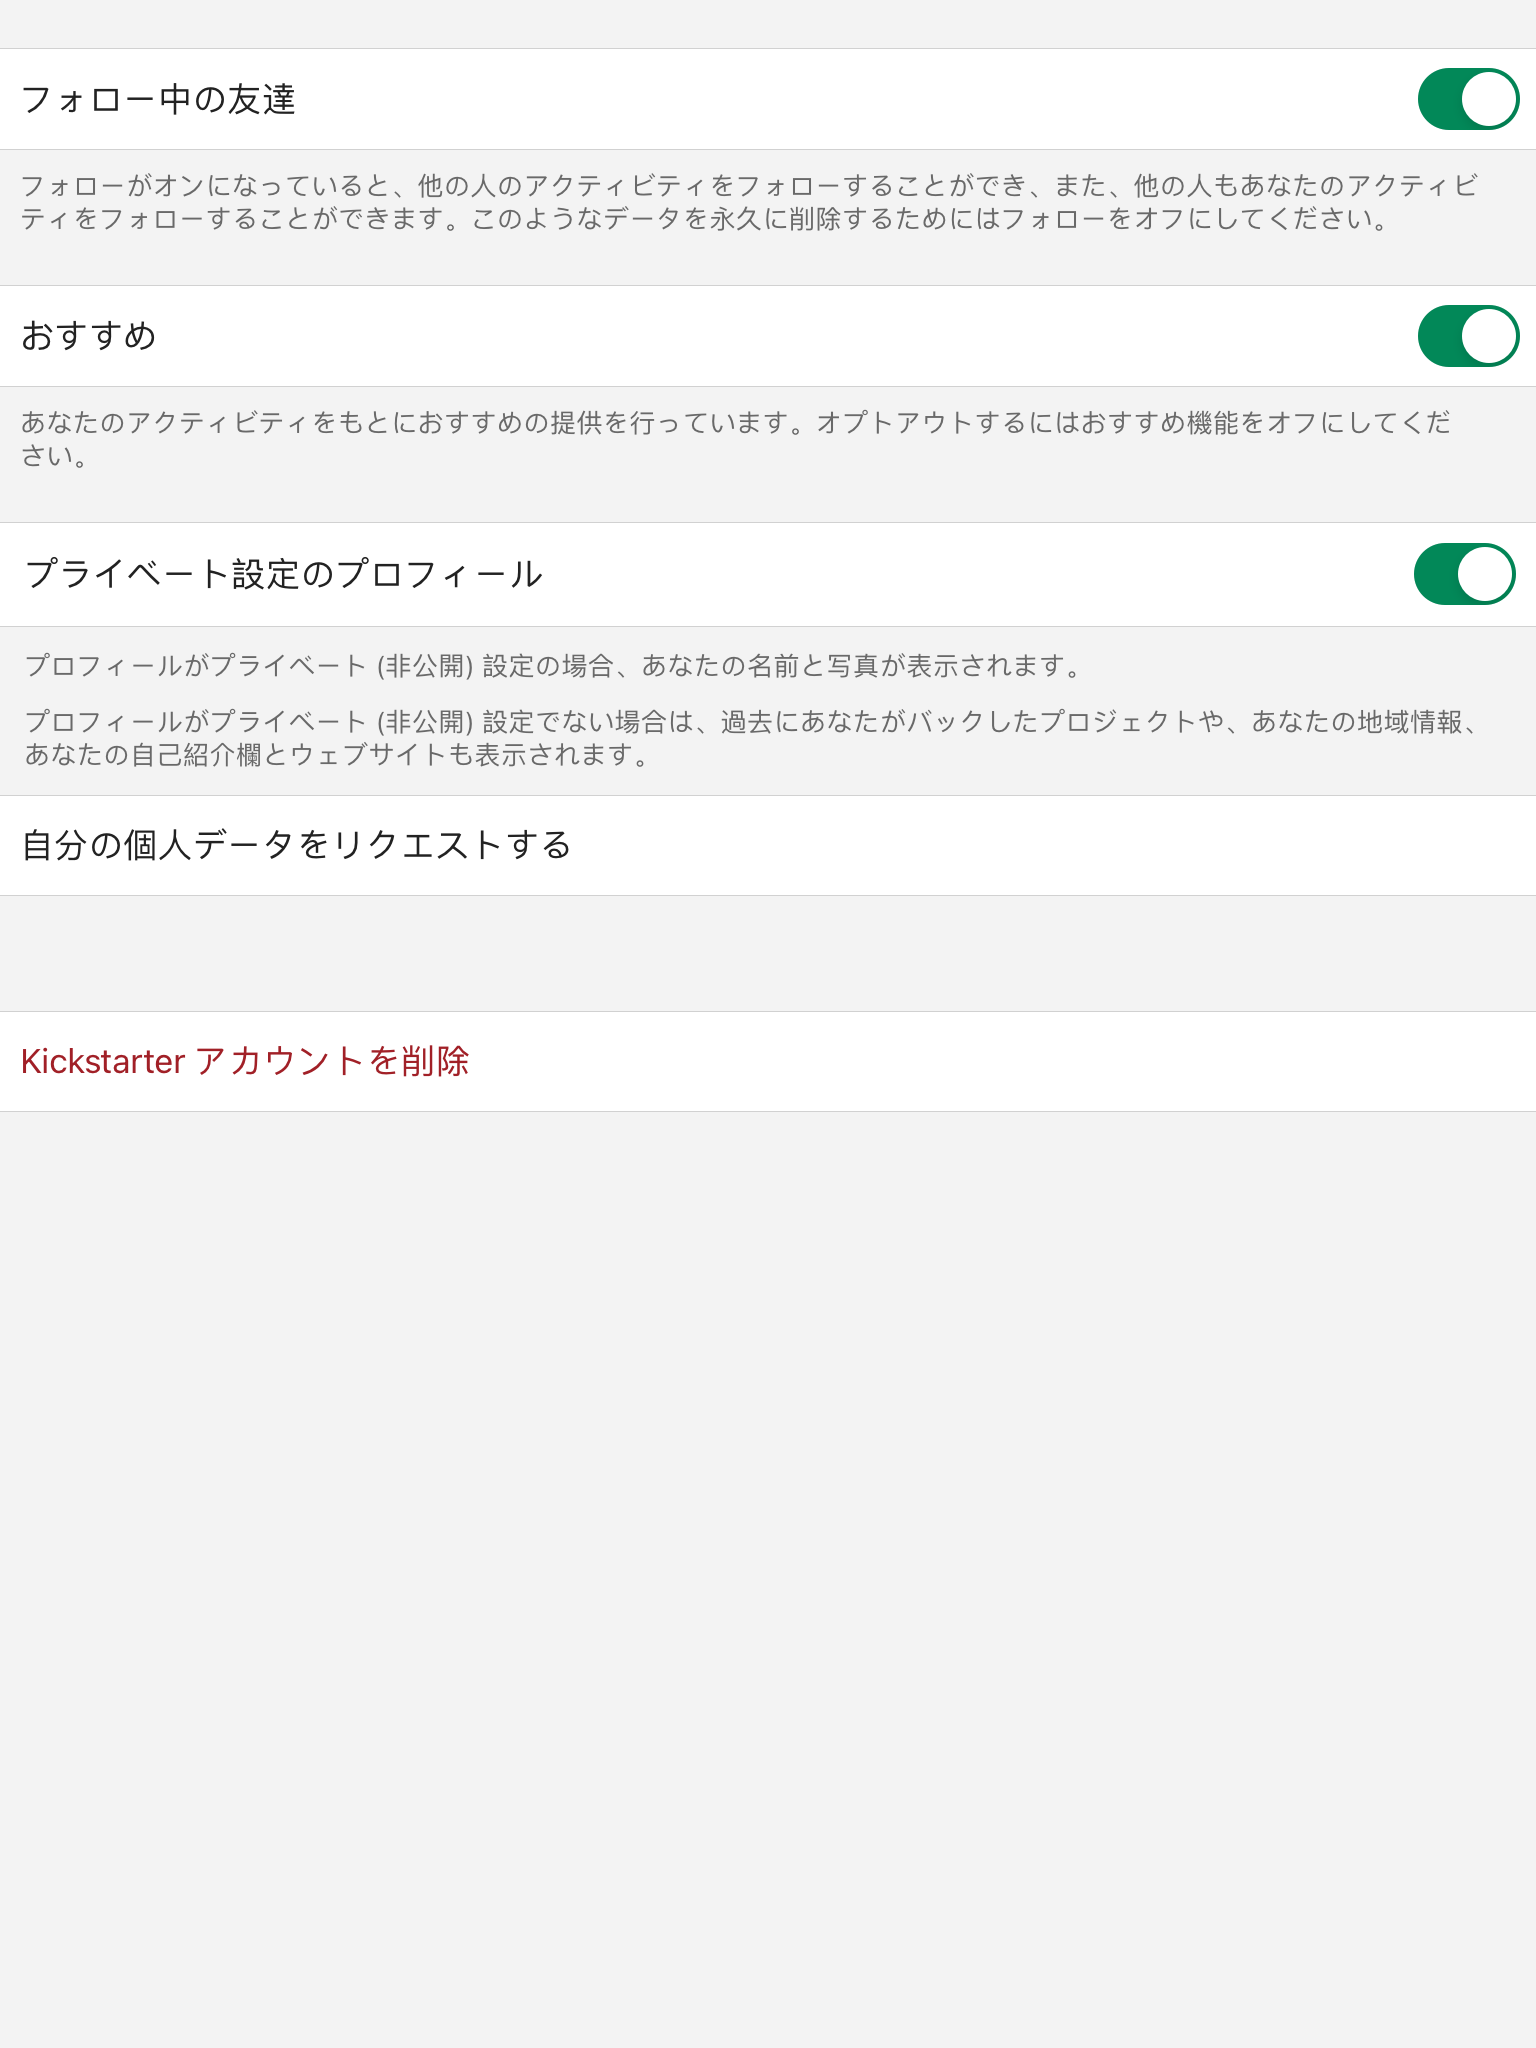 フォロー中の友達
フォローがオンになっていると、他の人のアクティビティをフォローすることができ、また、他の人もあなたのアクティビ
ティをフォローすることができます。このようなデータを永久に削除するためにはフォローをオフにしてください。
おすすめ
あなたのアクティビティをもとにおすすめの提供を行っています。オプトアウトするにはおすすめ機能をオフにしてくだ
さい。
プライベート設定のプロフィール
プロフィールがプライベート (非公開) 設定の場合、あなたの名前と写真が表示されます。
プロフィールがプライベート (非公開) 設定でない場合は、過去にあなたがバックしたプロジェクトや、あなたの地域情報、
あなたの自己紹介欄とウェブサイトも表示されます。
自分の個人データをリクエストする
Kickstarter アカウントを削除